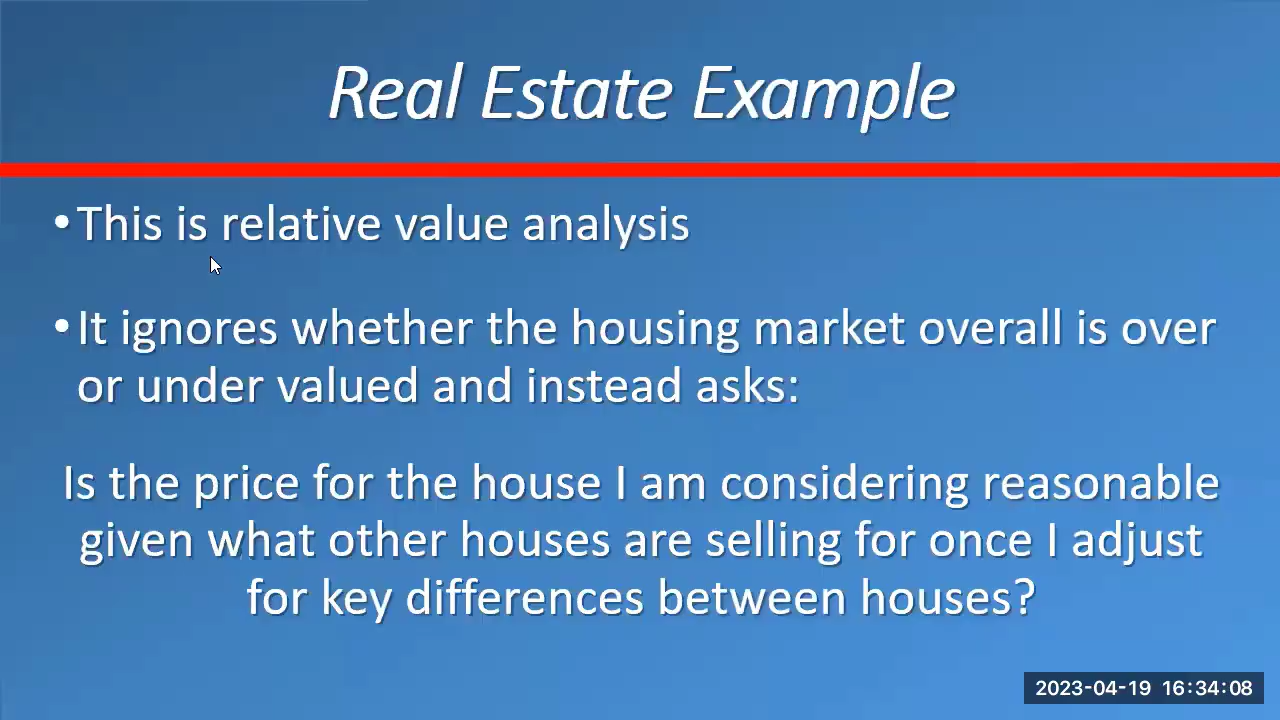 Real Estate Example
•This is relative value analysis
•It ignores whether the housing market overall is over
or under valued and instead asks:
Is the price for the house I am considering reasonable
given what other houses are selling for once I adjust
for key differences between houses?
2023-04-19 16:34:08